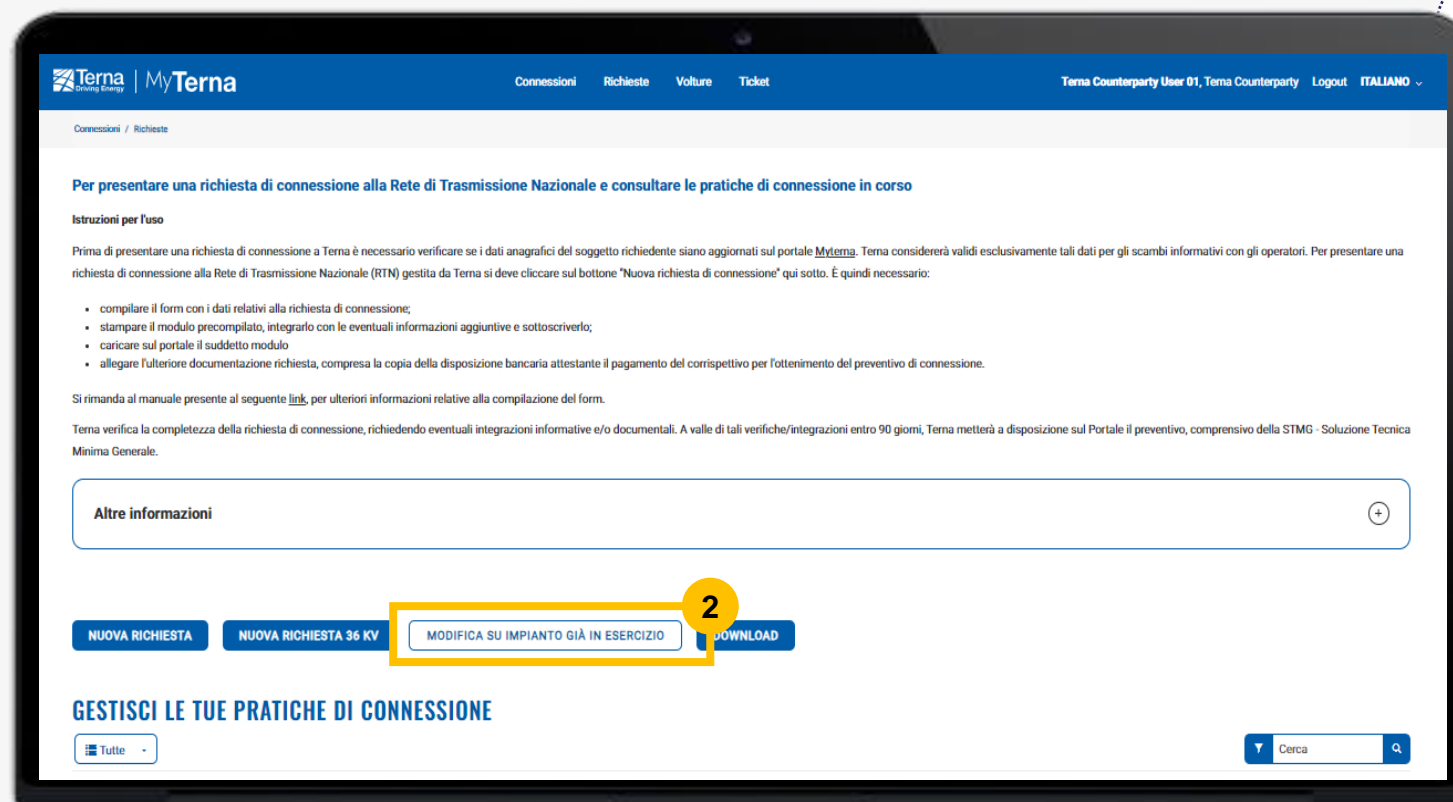 Terna Driving Energy | MyTerna Connessioni Richieste Volture Ticket Terna Counterparty User 01, Terna Counterparty Logout ITALIANO
Connessioni / Richieste
Per presentare una richiesta di connessione alla Rete di Trasmissione Nazionale e consultare le pratiche di connessione in corso
Istruzioni per l'uso
Prima di presentare una richiesta di connessione a Terna è necessario verificare se i dati anagrafici del soggetto richiedente siano aggiornati sul portale Myterna. Terna considererà validi esclusivamente tali dati per gli scambi informativi con gli operatori. Per presentare una
richiesta di connessione alla Rete di Trasmissione Nazionale (RTN) gestita da Terna si deve cliccare sul bottone "Nuova richiesta di connessione" qui sotto. È quindi necessario:
• compilare il form con i dati relativi alla richiesta di connessione;
• stampare il modulo precompilato, integrarlo con le eventuali informazioni aggiuntive e sottoscriverlo;
• caricare sul portale il suddetto modulo
• allegare l'ulteriore documentazione richiesta, compresa la copia della disposizione bancaria attestante il pagamento del corrispettivo per l'ottenimento del preventivo di connessione.
Si rimanda al manuale presente al seguente link, per ulteriori informazioni relative alla compilazione del form.
Terna verifica la completezza della richiesta di connessione, richiedendo eventuali integrazioni informative e/o documentali. A valle di tali verifiche/integrazioni entro 90 giorni, Terna metterà a disposizione sul Portale il preventivo, comprensivo della STMG - Soluzione Tecnica
Minima Generale.
Altre informazioni
2
NUOVA RICHIESTA NUOVA RICHIESTA 36 KV MODIFICA SU IMPIANTO GIÀ IN ESERCIZIO DOWNLOAD
GESTISCI LE TUE PRATICHE DI CONNESSIONE
Tutte Cerca